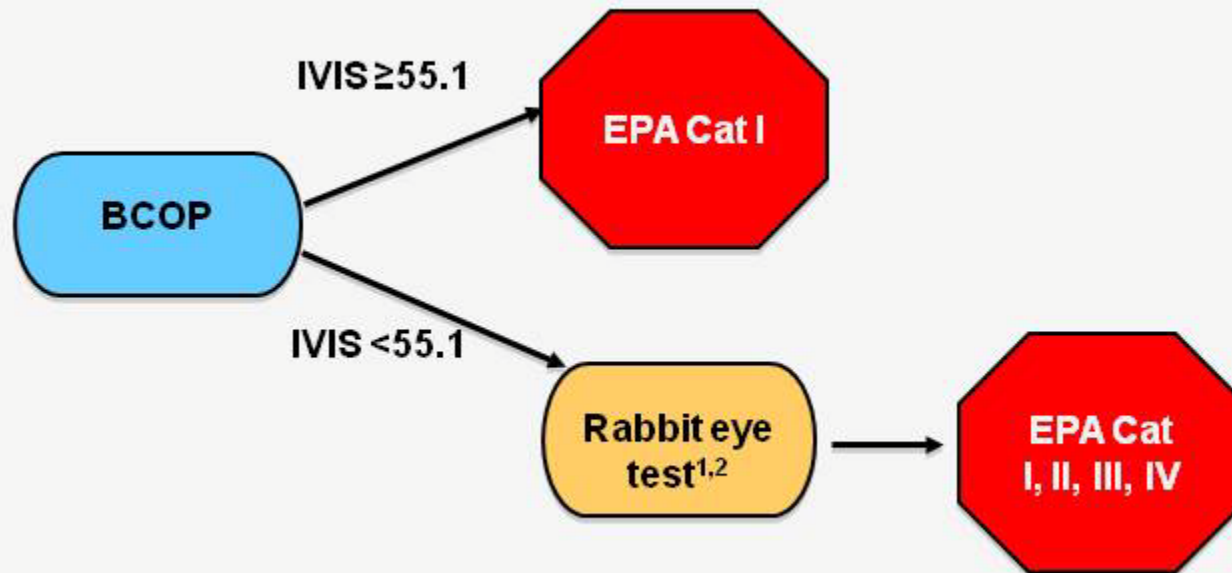 IVIS ≥55.1
EPA Cat I
BCOP
IVIS <55.1
Rabbit eye
test¹,²
EPA Cat
I, II, III, IV